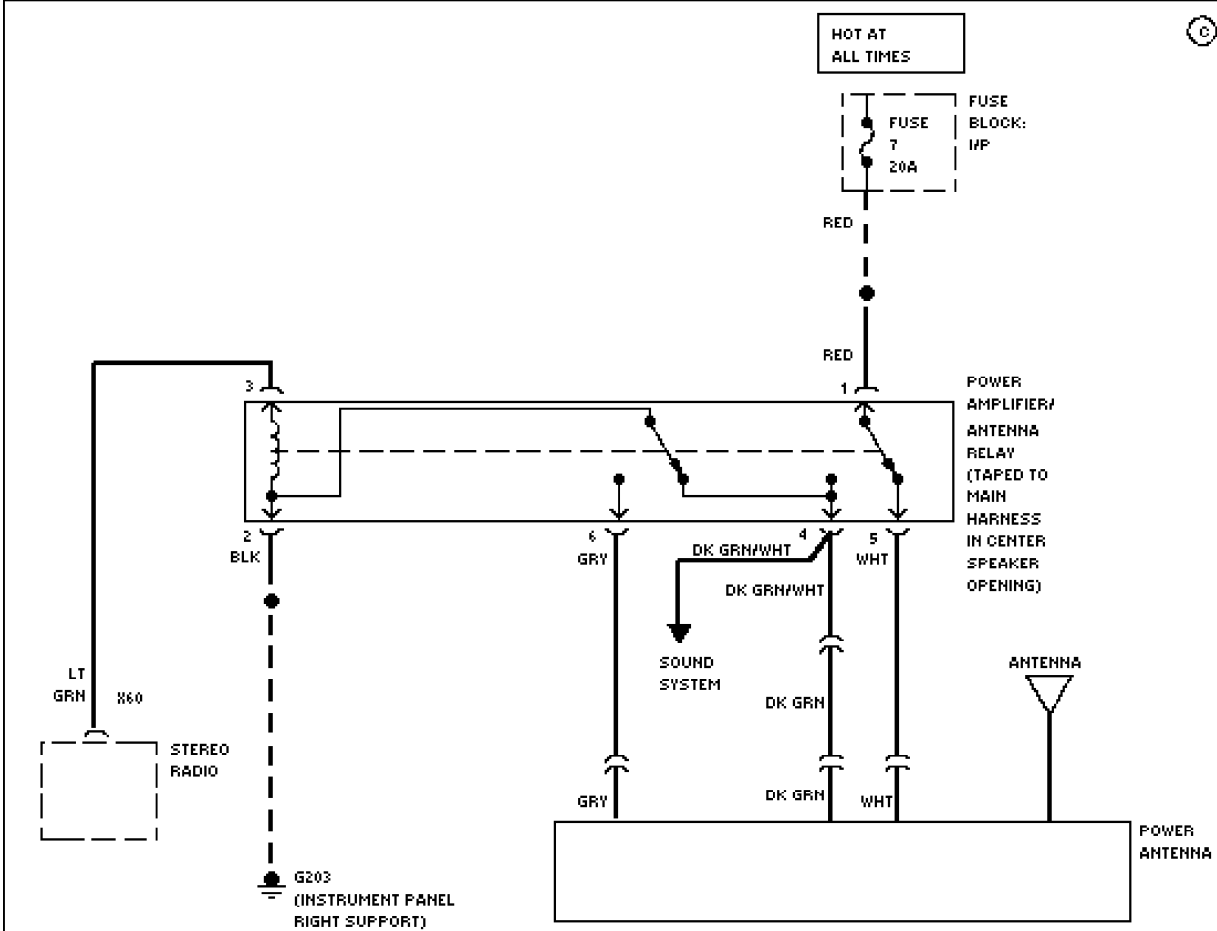 HOT AT
ALL TIMES
C
FUSE
7
20A
FUSE
BLOCK:
I/P
RED
RED
3
1
POWER
AMPLIFIER/
ANTENNA
RELAY
(TAPED TO
MAIN
HARNESS
IN CENTER
SPEAKER
OPENING)
2
BLK
6
GRY
DK GRN/WHT
4
5
WHT
DK GRN/WHT
SOUND
SYSTEM
ANTENNA
LT
GRN
X60
DK GRN
STEREO
RADIO
GRY
DK GRN
WHT
POWER
ANTENNA
G203
(INSTRUMENT PANEL
RIGHT SUPPORT)